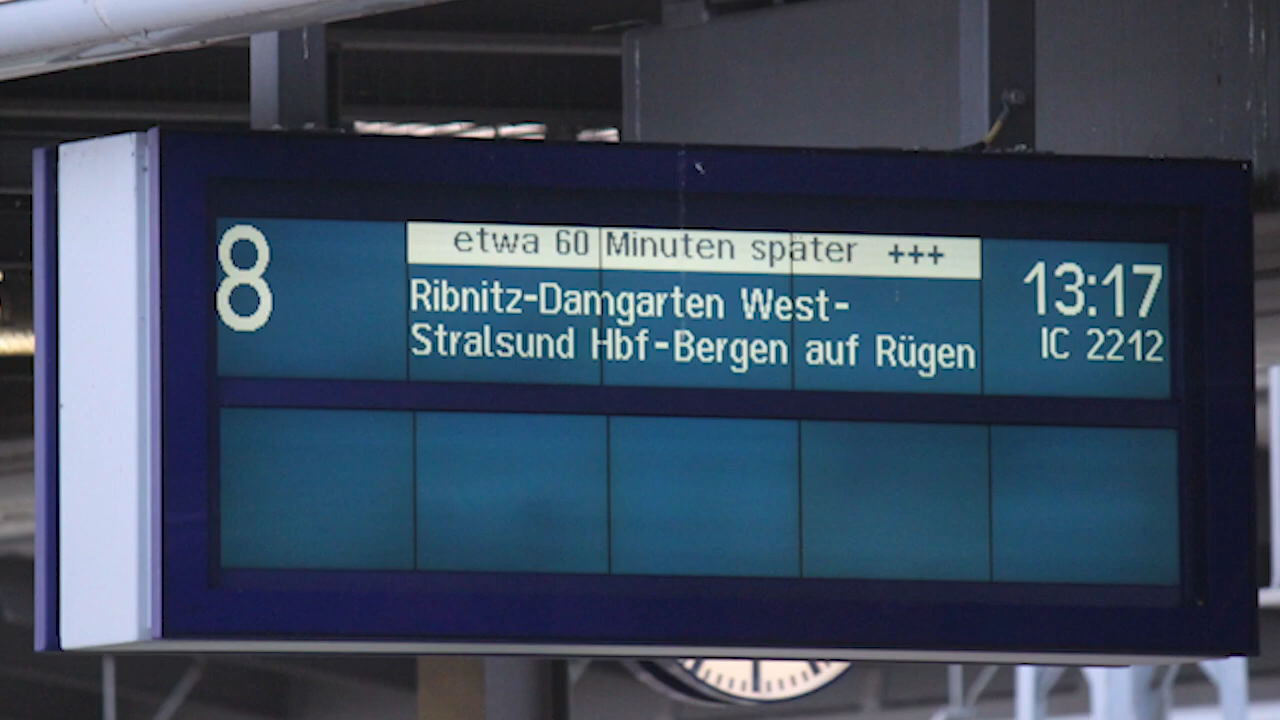 8
etwa 60 Minuten später +++
Ribnitz-Damgarten West-
Stralsund Hbf-Bergen auf Rügen
13:17
IC 2212